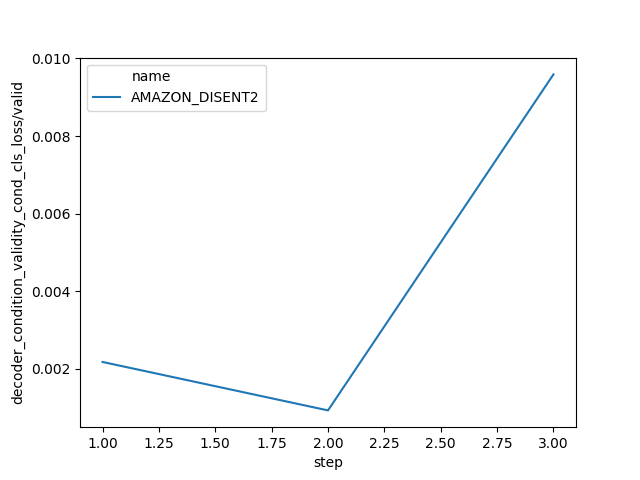 name
AMAZON_DISENT2
decoder_condition_validity_cond_cls_loss/valid
0.010
0.008
0.006
0.004
0.002
1.00 1.25 1.50 1.75 2.00 2.25 2.50 2.75 3.00
step